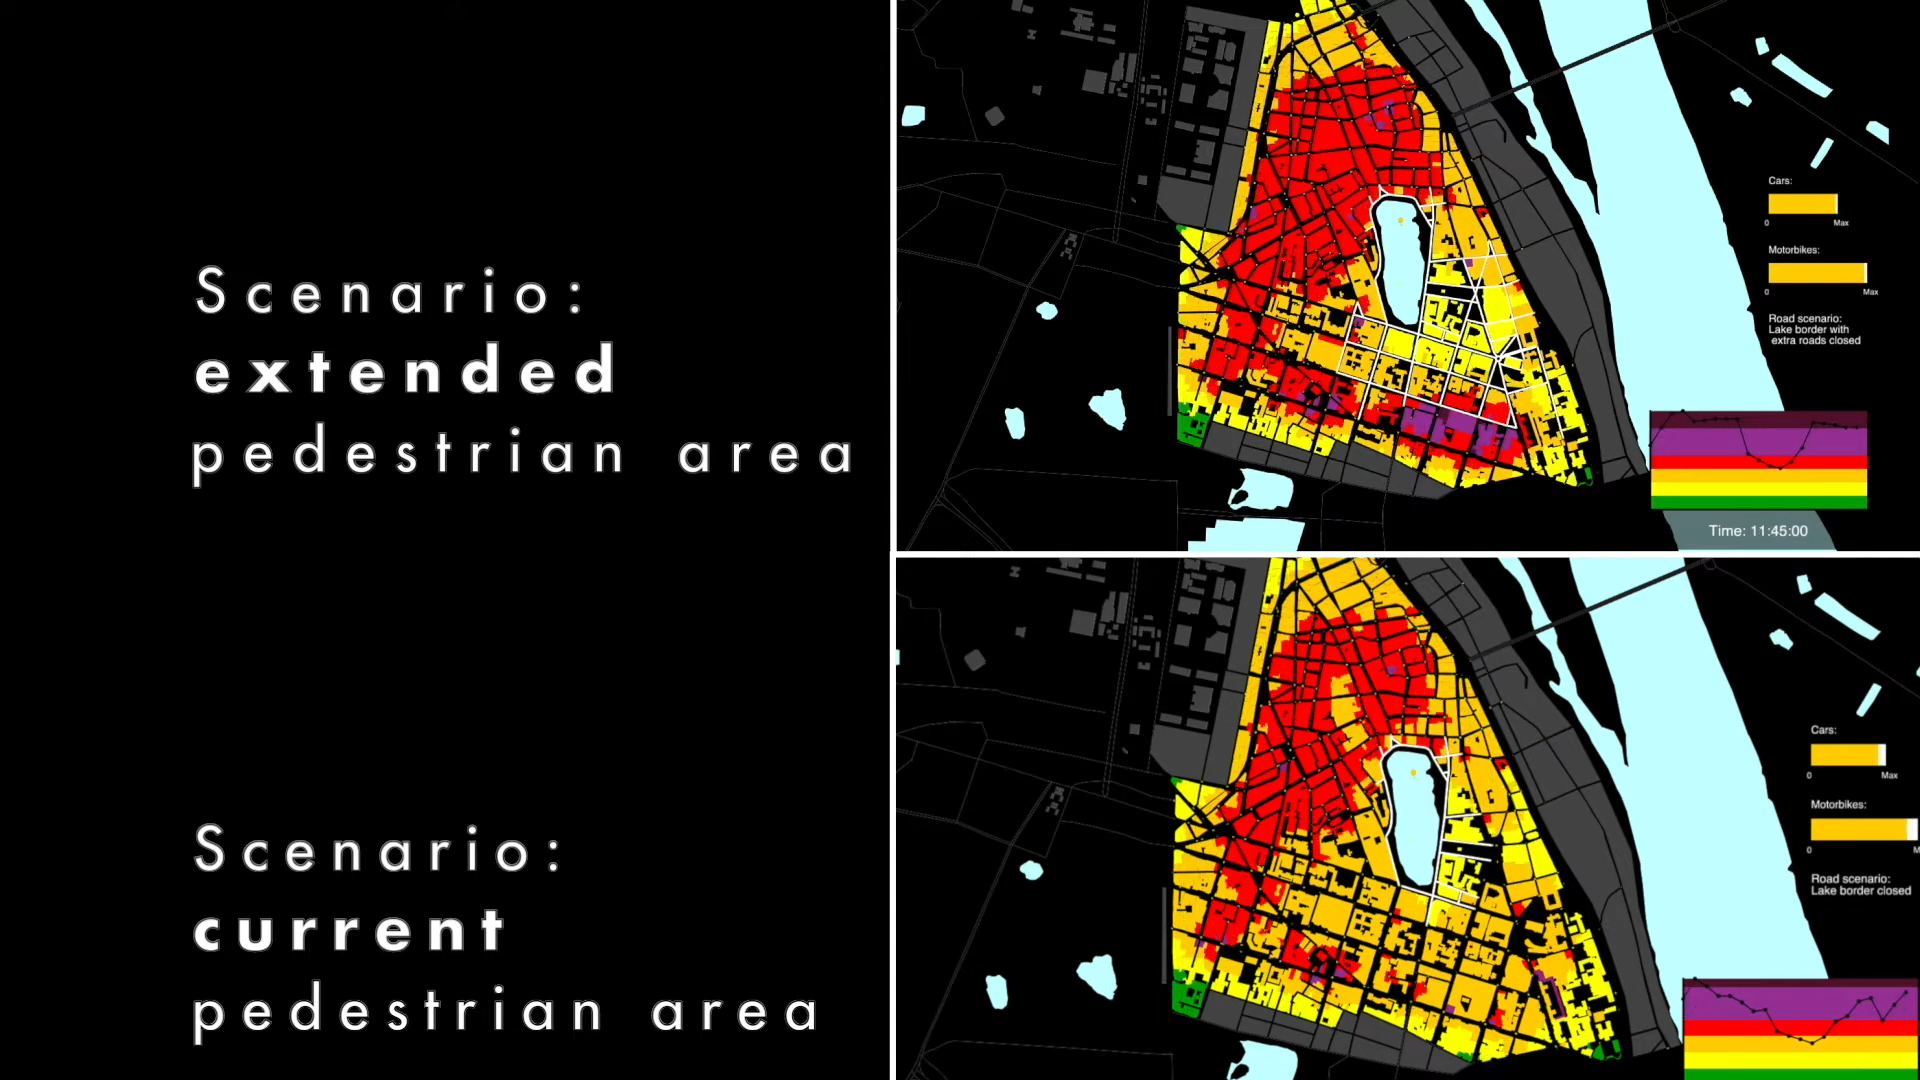 Scenario:
extended
pedestrian area
Cars:
0 Max
Motorbikes:
0 Max
Road scenario:
Lake border with
extra roads closed
Time: 11:45:00
Scenario:
current
pedestrian area
Cars:
0 Max
Motorbikes:
0 M
Road scenario:
Lake border closed